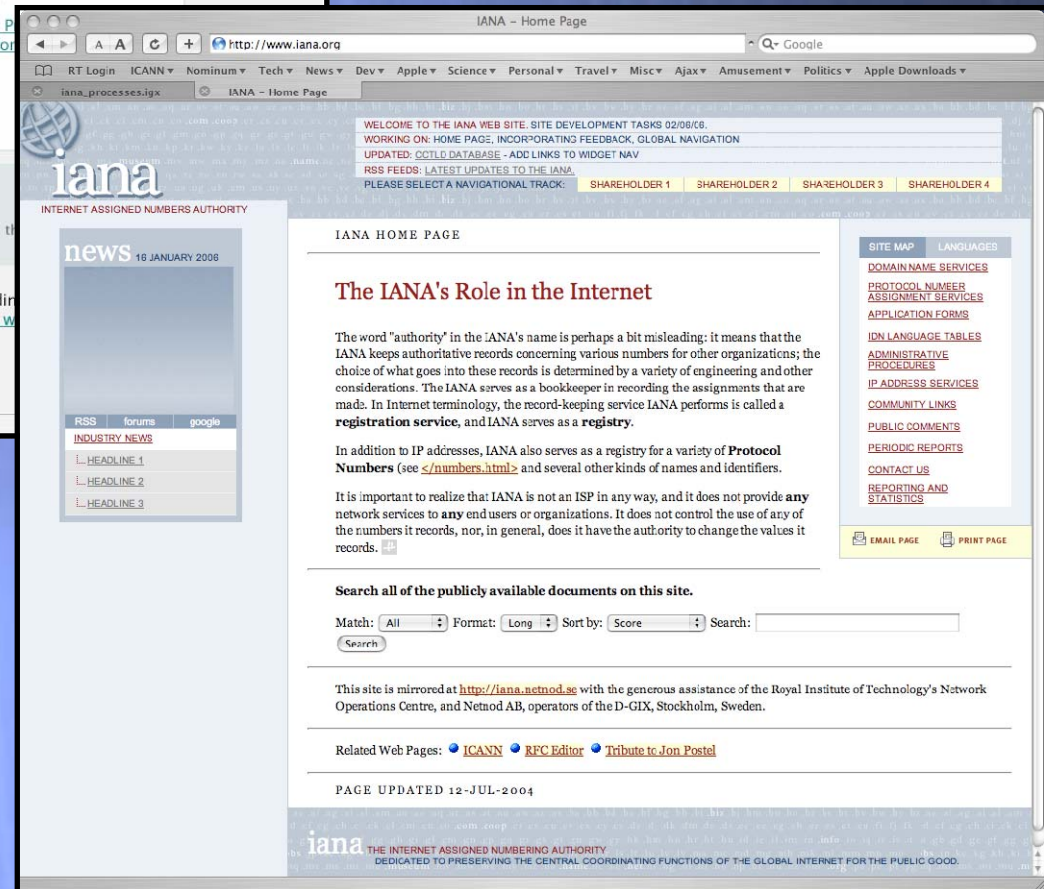 P
or
th
lin
w
IANA – Home Page
A A
http://www.iana.org
Q Google
RT Login ICANN Nominum Tech News Dev Apple Science Personal Travel Misc Ajax Amusement Politics Apple Downloads
iana_processes.igx IANA – Home Page
iana
INTERNET ASSIGNED NUMBERS AUTHORITY
WELCOME TO THE IANA WEB SITE. SITE DEVELOPMENT TASKS 02/06/06.
WORKING ON: HOME PAGE, INCORPORATING FEEDBACK, GLOBAL NAVIGATION
UPDATED: CCTLD DATABASE - ADD LINKS TO WIDGET NAV
RSS FEEDS: LATEST UPDATES TO THE IANA.
PLEASE SELECT A NAVIGATIONAL TRACK: SHAREHOLDER 1 SHAREHOLDER 2 SHAREHOLDER 3 SHAREHOLDER 4
news 16 JANUARY 2006
RSS forums google
INDUSTRY NEWS
HEADLINE 1
HEADLINE 2
HEADLINE 3
IANA HOME PAGE
The IANA's Role in the Internet
The word "authority" in the IANA's name is perhaps a bit misleading: it means that the
IANA keeps authoritative records concerning various numbers for other organizations; the
choice of what goes into these records is determined by a variety of engineering and other
considerations. The IANA serves as a bookkeeper in recording the assignments that are
made. In Internet terminology, the record-keeping service IANA performs is called a
registration service, and IANA serves as a registry.
In addition to IP addresses, IANA also serves as a registry for a variety of Protocol
Numbers (see </numbers.html> and several other kinds of names and identifiers.
It is important to realize that IANA is not an ISP in any way, and it does not provide any
network services to any end users or organizations. It does not control the use of any of
the numbers it records, nor, in general, does it have the authority to change the values it
records.
Search all of the publicly available documents on this site.
Match: All Format: Long Sort by: Score Search:
Search
This site is mirrored at http://iana.netnod.se with the generous assistance of the Royal Institute of Technology's Network
Operations Centre, and Netnod AB, operators of the D-GIX, Stockholm, Sweden.
Related Web Pages: ICANN RFC Editor Tribute to Jon Postel
PAGE UPDATED 12-JUL-2004
SITE MAP LANGUAGES
DOMAIN NAME SERVICES
PROTOCOL NUMEER
ASSIGNMENT SERVICES
APPLICATION FORMS
IDN LANGUAGE TABLES
ADMINISTRATIVE
PROCEDURES
IP ADDRESS SERVICES
COMMUNITY LINKS
PUBLIC COMMENTS
PERIODIC REPORTS
CONTACT US
REPORTING AND
STATISTICS
EMAIL PAGE PRINT PAGE
iana THE INTERNET ASSIGNED NUMBERING AUTHORITY
DEDICATED TO PRESERVING THE CENTRAL COORDINATING FUNCTIONS OF THE GLOBAL INTERNET FOR THE PUBLIC GOOD.